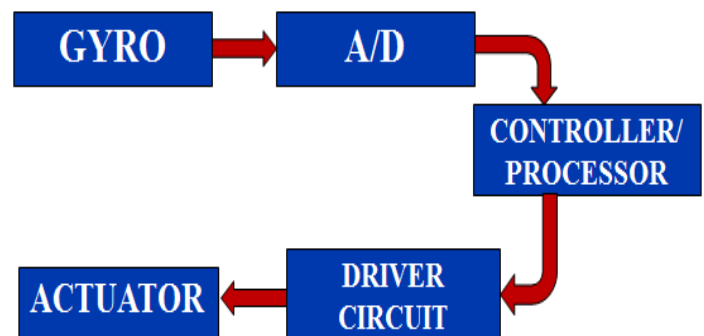 GYRO
A/D
CONTROLLER/
PROCESSOR
DRIVER
CIRCUIT
ACTUATOR